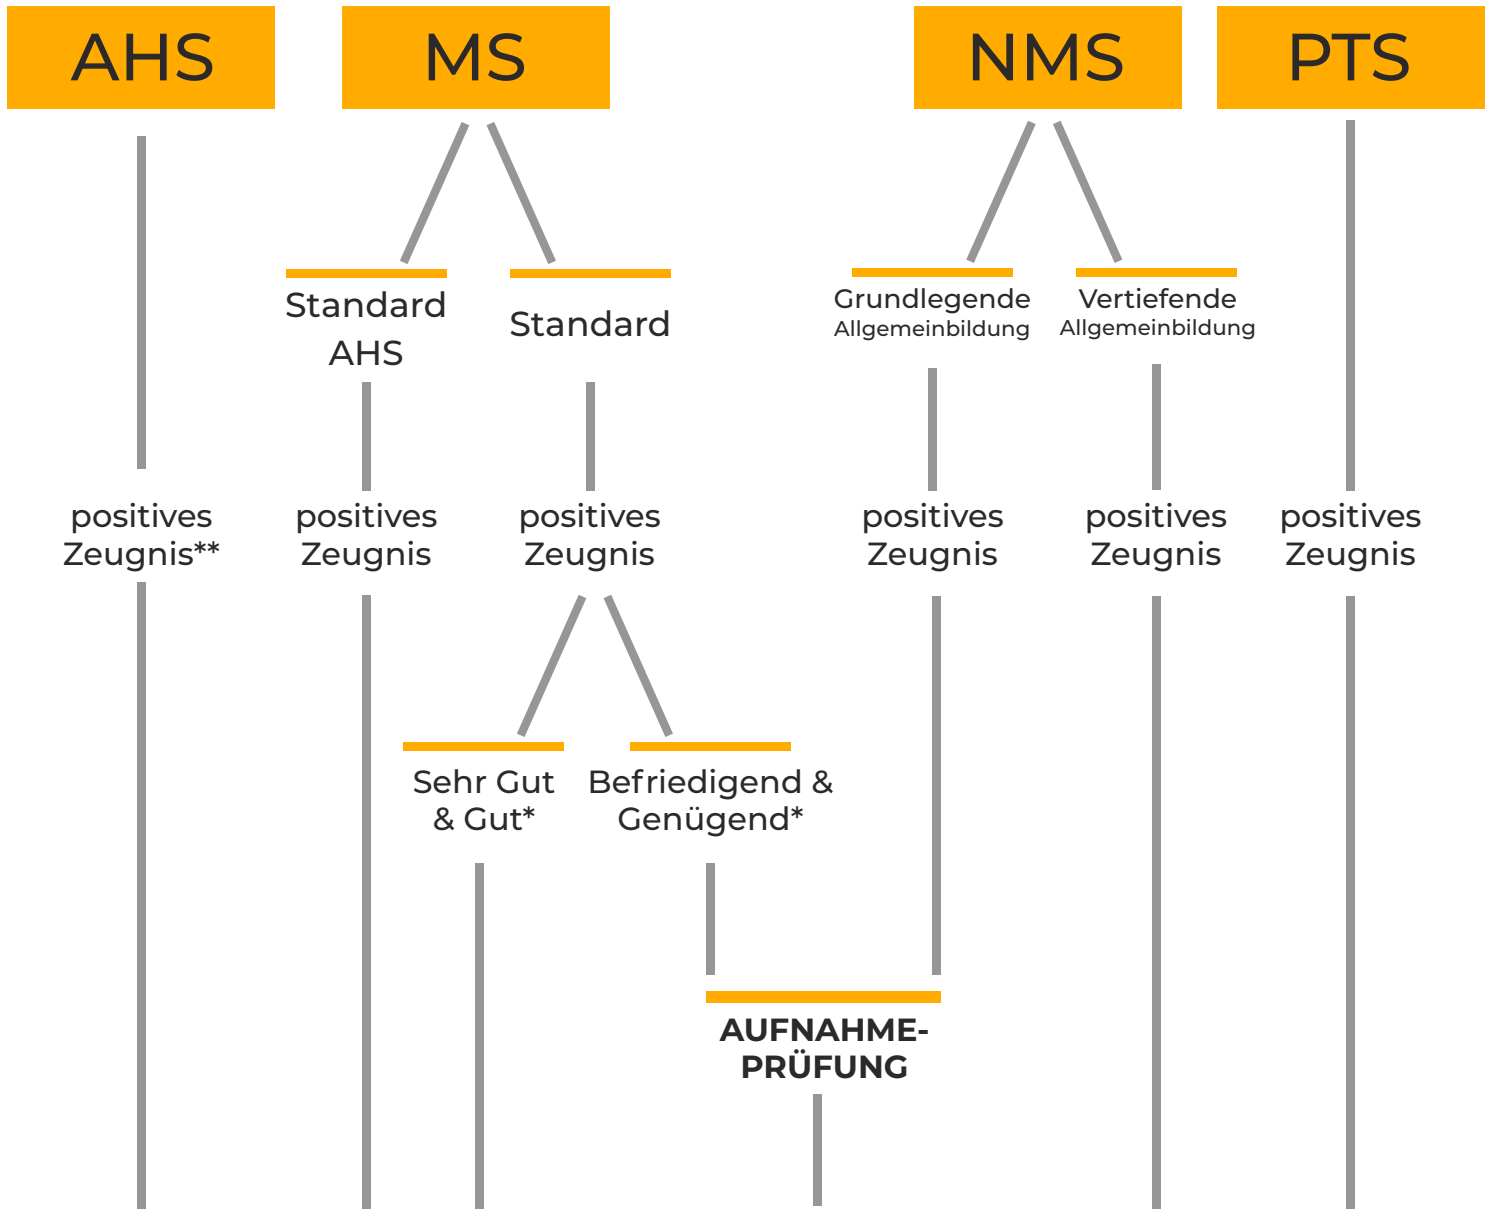 AHS
MS
NMS
PTS
Standard
AHS
Standard
Grundlegende
Allgemeinbildung
Vertiefende
Allgemeinbildung
positives
Zeugnis**
positives
Zeugnis
positives
Zeugnis
positives
Zeugnis
positives
Zeugnis
positives
Zeugnis
Sehr Gut
& Gut*
Befriedigend &
Genügend*
AUFNAHME-
PRÜFUNG